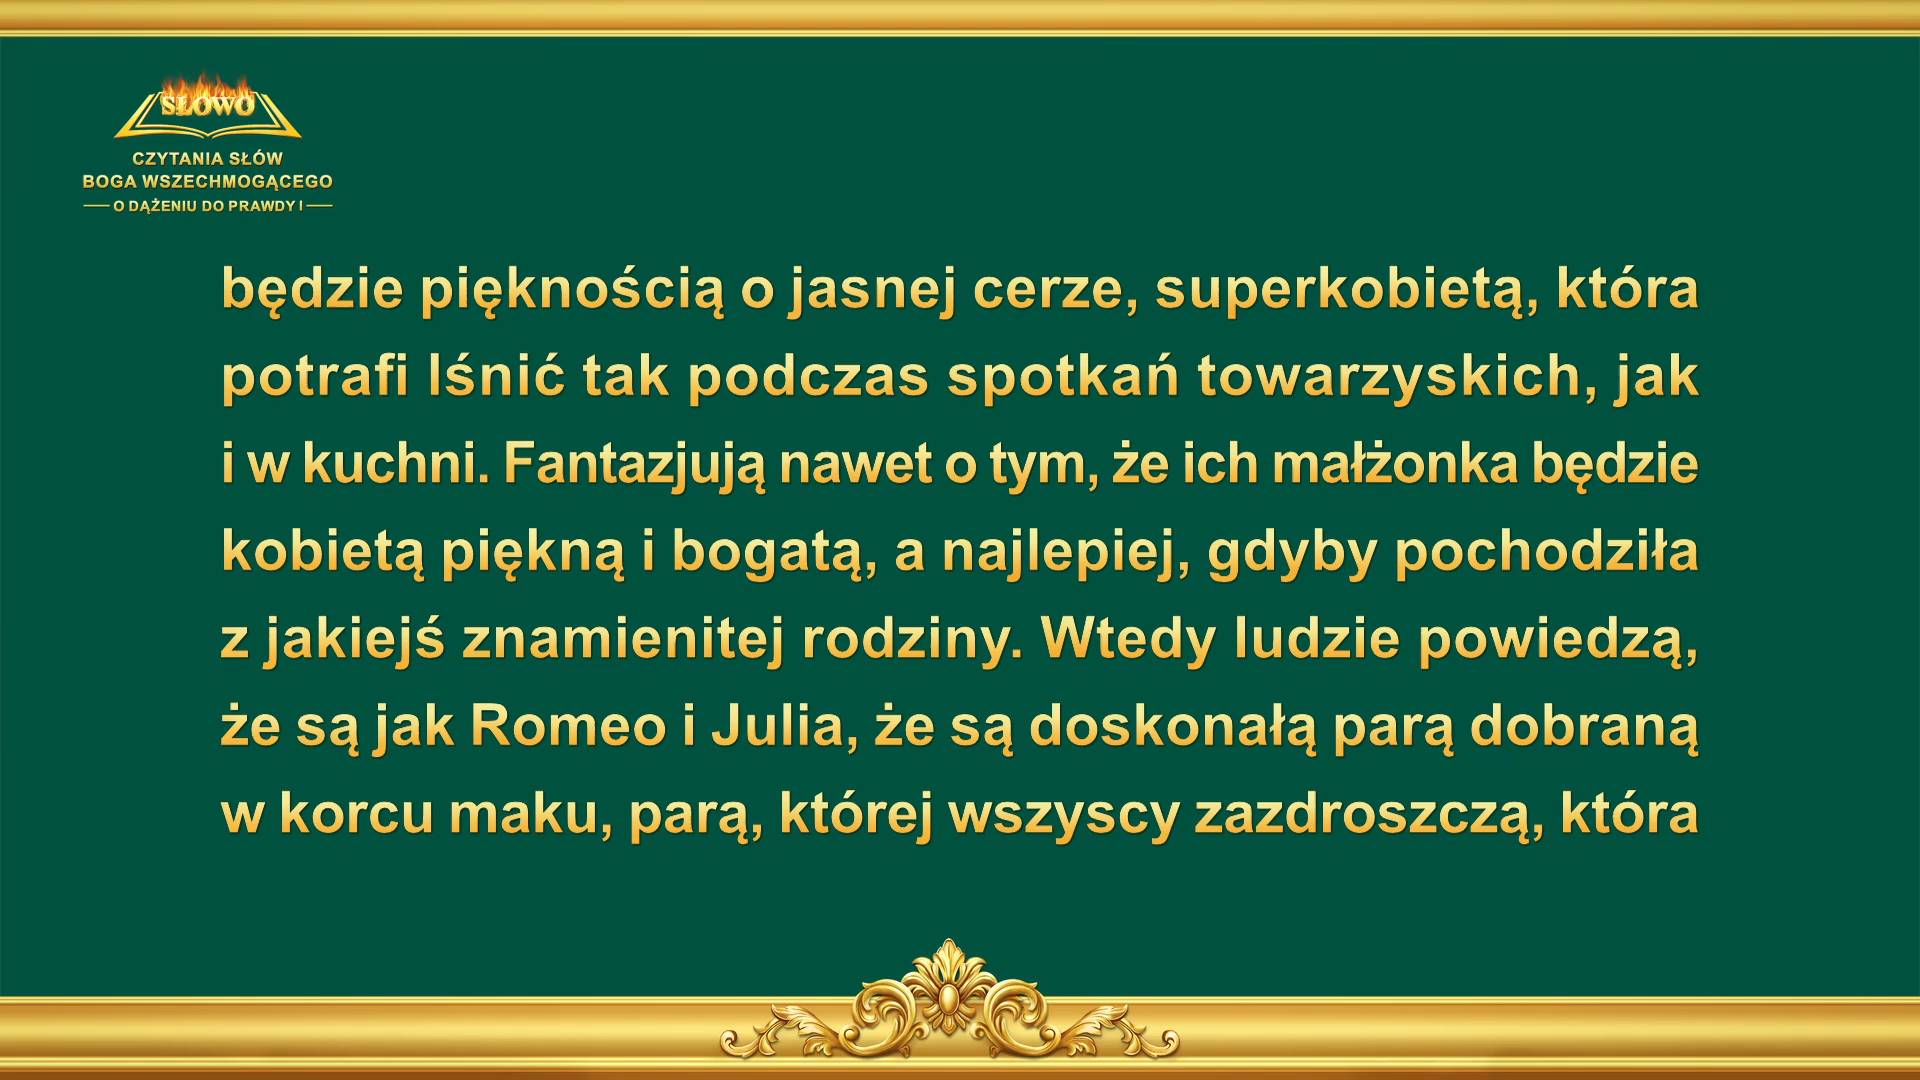 SŁOWO
CZYTANIA SŁÓW
BOGA WSZECHMOGĄCEGO
O DĄŻENIU DO PRAWDY I
będzie pięknością o jasnej cerze, superkobietą, która
potrafi lśnić tak podczas spotkań towarzyskich, jak
i w kuchni. Fantazjują nawet o tym, że ich małżonka będzie
kobietą piękną i bogatą, a najlepiej, gdyby pochodziła
z jakiejś znamienitej rodziny. Wtedy ludzie powiedzą,
że są jak Romeo i Julia, że są doskonałą parą dobraną
w korcu maku, parą, której wszyscy zazdroszczą, która